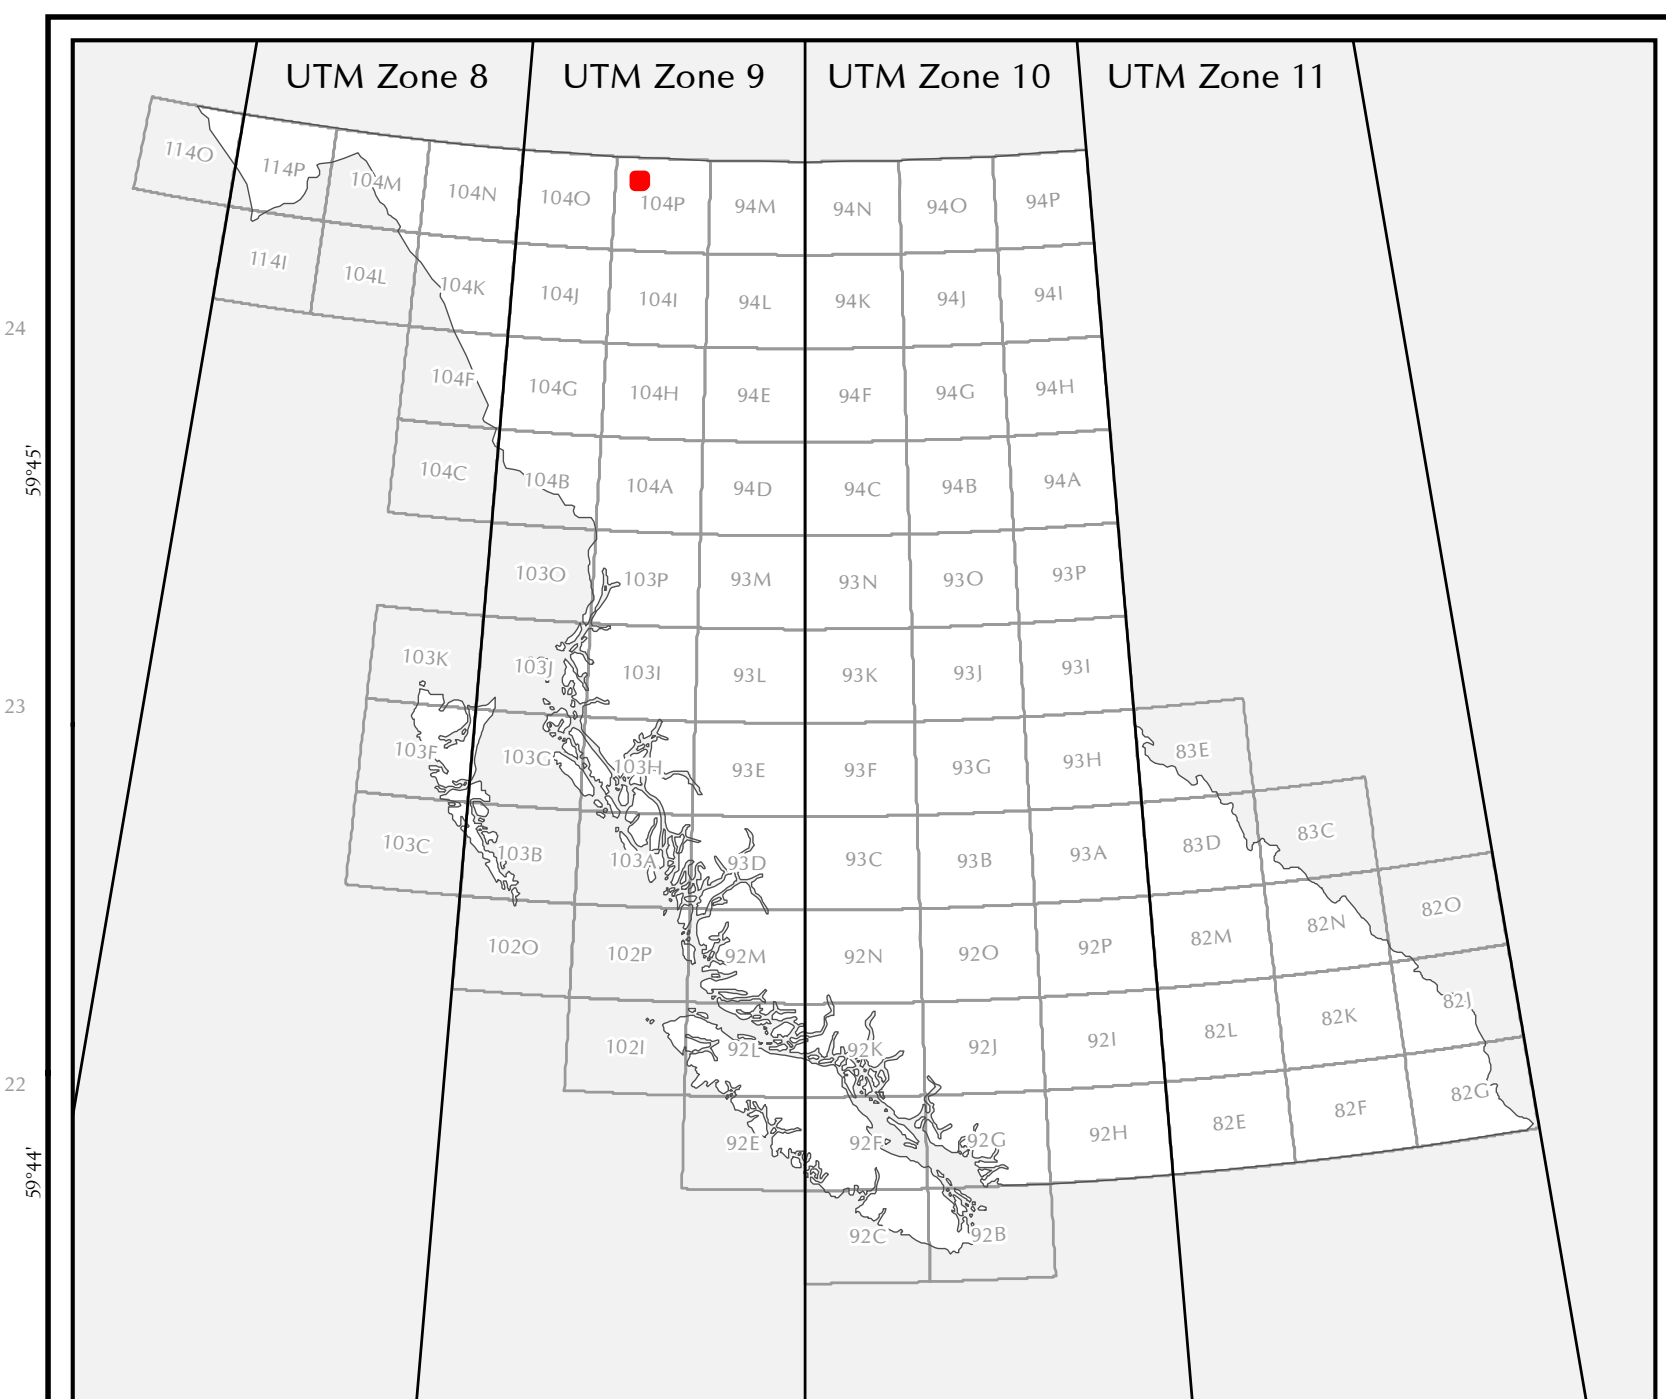 UTM Zone 8 UTM Zone 9 UTM Zone 10 UTM Zone 11
114O 114P 104M 104N 104O 104P 94M 94N 94O 94P
114I 104L 104K 104J 104I 94L 94K 94J 94I
24
104F 104G 104H 94E 94F 94G 94H
59°45'
104C 104B 104A 94D 94C 94B 94A
103O 103P 93M 93N 93O 93P
103K 103J 103I 93L 93K 93J 93I
23
103F 103G 103H 93E 93F 93G 93H 83E
103C 103B 103A 93D 93C 93B 93A 83D 83C
102O 102P 92M 92N 92O 92P 82M 82N 82O
102I 92L 92K 92J 92I 82L 82K 82J
22
92E 92F 92G 92H 82E 82F 82G
59°44'
92C 92B